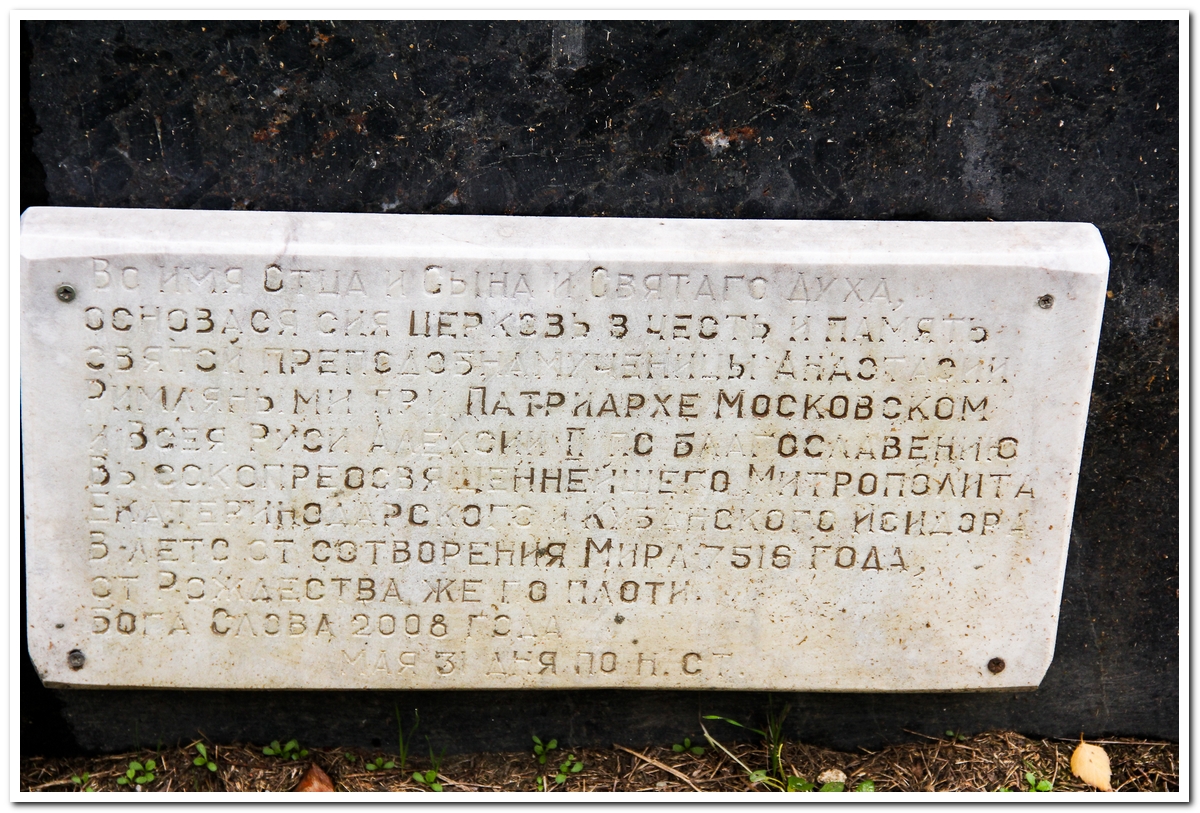 Во имя Отца и Сына и Святаго духа,
основася сия церковь в честь и память
святой преподобнамученицы Анастасии
Римляныни при Патриархе Московском
и Всея Руси Алексии II по благославению
Высокопреосвященнейшего Митрополита
Екатеринодарского и Кубанского Исидора
В лето от сотворения Мира 7516 года,
от Рождества же по плоти
Бога Слова 2008 года
мая 31 дня по н. ст.